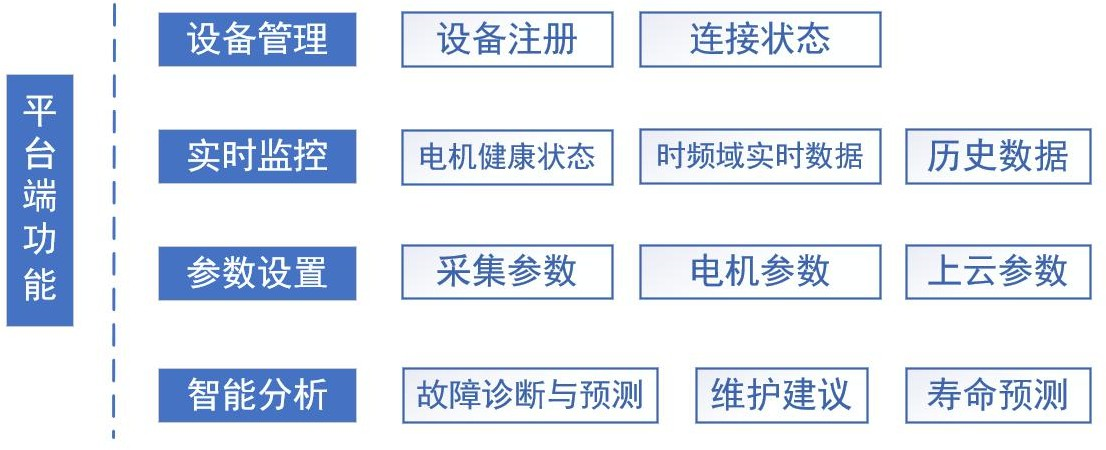 平台端功能
设备管理 设备注册 连接状态
实时监控 电机健康状态 时频域实时数据 历史数据
参数设置 采集参数 电机参数 上云参数
智能分析 故障诊断与预测 维护建议 寿命预测